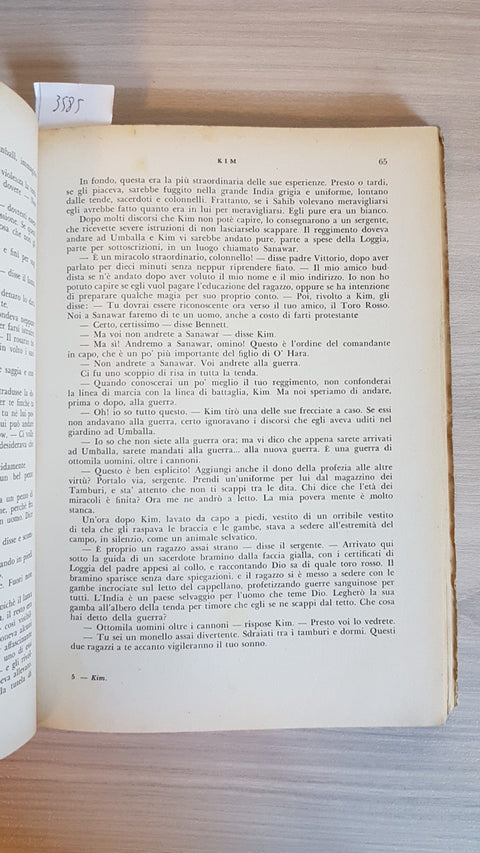 3585
KIM 65
In fondo, questa era la più straordinaria delle sue esperienze. Presto o tardi,
se gli piaceva, sarebbe fuggito nella grande India grigia e uniforme, lontano
dalle tende, sacerdoti e colonnelli. Frattanto, se i Sahib volevano meravigliarsi
egli avrebbe fatto quanto era in lui per meravigliarsi. Egli pure era un bianco.
Dopo molti discorsi che Kim non poté capire, lo consegnarono a un sergente,
che ricevette severe istruzioni di non lasciarselo scappare. Il reggimento doveva
andare ad Umballa e Kim vi sarebbe andato pure, parte a spese della Loggia,
parte per sottoscrizioni, in un luogo chiamato Sanawar.
— È un miracolo straordinario, colonnello! — disse padre Vittorio, dopo aver
parlato per dieci minuti senza neppur riprendere fiato. — Il mio amico bud-
dista se n'è andato dopo aver voluto il mio nome e il mio indirizzo. Io non ho
potuto capire se egli vuol pagare l'educazione del ragazzo, oppure se ha intenzione
di preparare qualche magia per suo proprio conto. — Poi, rivolto a Kim, gli
disse: — Tu dovrai essere riconoscente ora verso il tuo amico, il Toro Rosso.
Noi a Sanawar faremo di te un uomo, anche a costo di farti protestante
— Certo, certissimo — disse Bennett.
— Ma voi non andrete a Sanawar — disse Kim.
— Ma sì! Andremo a Sanawar, omino! Questo è l'ordine del comandante
in capo, che è un po' più importante del figlio di O' Hara.
— Non andrete a Sanawar. Voi andrete alla guerra.
Ci fu uno scoppio di risa in tutta la tenda.
— Quando conoscerai un po' meglio il tuo reggimento, non confonderai
la linea di marcia con la linea di battaglia, Kim. Ma noi speriamo di andare,
prima o dopo, alla guerra.
— Oh! io so tutto questo. — Kim tirò una delle sue frecciate a caso. Se essi
non andavano alla guerra, certo ignoravano i discorsi che egli aveva uditi nel
giardino ad Umballa.
— Io so che non siete alla guerra ora; ma vi dico che appena sarete arrivati
ad Umballa, sarete mandati alla guerra... alla nuova guerra. È una guerra di
ottomila uomini, oltre i cannoni.
— Questo è ben esplicito! Aggiungi anche il dono della profezia alle altre
virtù? Portalo via, sergente. Prendi un'uniforme per lui dal magazzino dei
Tamburi, e sta' attento che non ti scappi tra le dita. Chi dice che l'età dei
miracoli è finita? Ora me ne andrò a letto. La mia povera mente è molto
stanca.
Un'ora dopo Kim, lavato da capo a piedi, vestito di un orribile vestito
di tela che gli raspava le braccia e le gambe, stava a sedere all'estremità del
campo, in silenzio, come un animale selvatico.
— È proprio un ragazzo assai strano — disse il sergente. — Arrivato qui
sotto la guida di un sacerdote bramino dalla faccia gialla, con i certificati di
Loggia del padre appesi al collo, e raccontando Dio sa di quale toro rosso. Il
bramino sparisce senza dare spiegazioni, e il ragazzo si è messo a sedere con le
gambe incrociate sul letto del cappellano, profetizzando guerre sanguinose per
tutti. L'India è un paese selvaggio per l'uomo che teme Dio. Legherò la sua
gamba all'albero della tenda per timore che egli se ne scappi dal tetto. Che cosa
hai detto della guerra?
— Ottomila uomini oltre i cannoni — rispose Kim. — Presto voi lo vedrete.
— Tu sei un monello assai divertente. Sdraiati tra i tamburi e dormi. Questi
due ragazzi a te accanto vigileranno il tuo sonno.
5 — Kim.